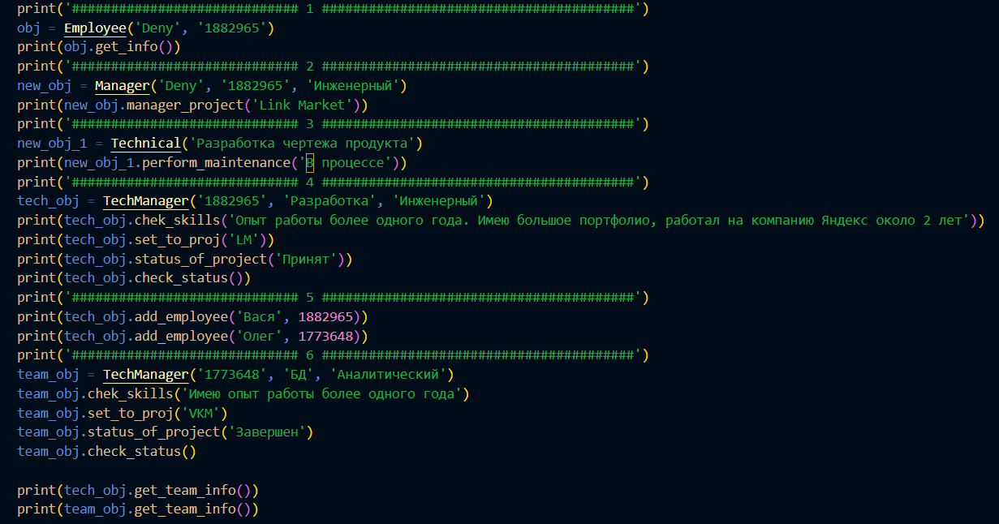 print('############################# 1 ########################################')
obj = Employee('Deny', '1882965')
print(obj.get_info())
print('############################# 2 ########################################')
new_obj = Manager('Deny', '1882965', 'Инженерный')
print(new_obj.manager_project('Link Market'))
print('############################# 3 ########################################')
new_obj_1 = Technical('Разработка чертежа продукта')
print(new_obj_1.perform_maintenance('В процессе'))
print('############################# 4 ########################################')
tech_obj = TechManager('1882965', 'Разработка', 'Инженерный')
print(tech_obj.chek_skills('Опыт работы более одного года. Имею большое портфолио, работал на компанию Яндекс около 2 лет'))
print(tech_obj.set_to_proj('LM'))
print(tech_obj.status_of_project('Принят'))
print(tech_obj.check_status())
print('############################# 5 ########################################')
print(tech_obj.add_employee('Вася', 1882965))
print(tech_obj.add_employee('Олег', 1773648))
print('############################# 6 ########################################')
team_obj = TechManager('1773648', 'БД', 'Аналитический')
team_obj.chek_skills('Имею опыт работы более одного года')
team_obj.set_to_proj('VKM')
team_obj.status_of_project('Завершен')
team_obj.check_status()
print(tech_obj.get_team_info())
print(team_obj.get_team_info())